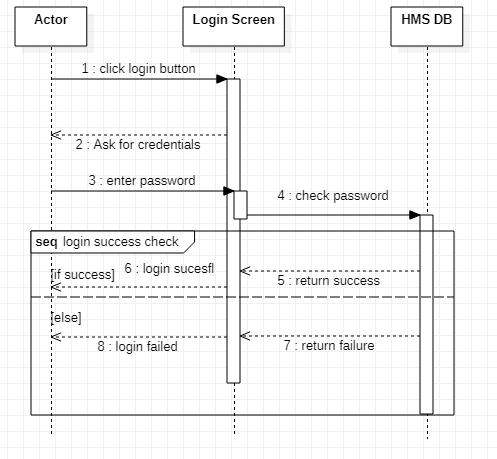 Actor
Login Screen
HMS DB
1 : click login button
2 : Ask for credentials
3 : enter password
4 : check password
seq login success check
6 : login sucesfl
[if success]
5 : return success
[else]
8 : login failed
7 : return failure